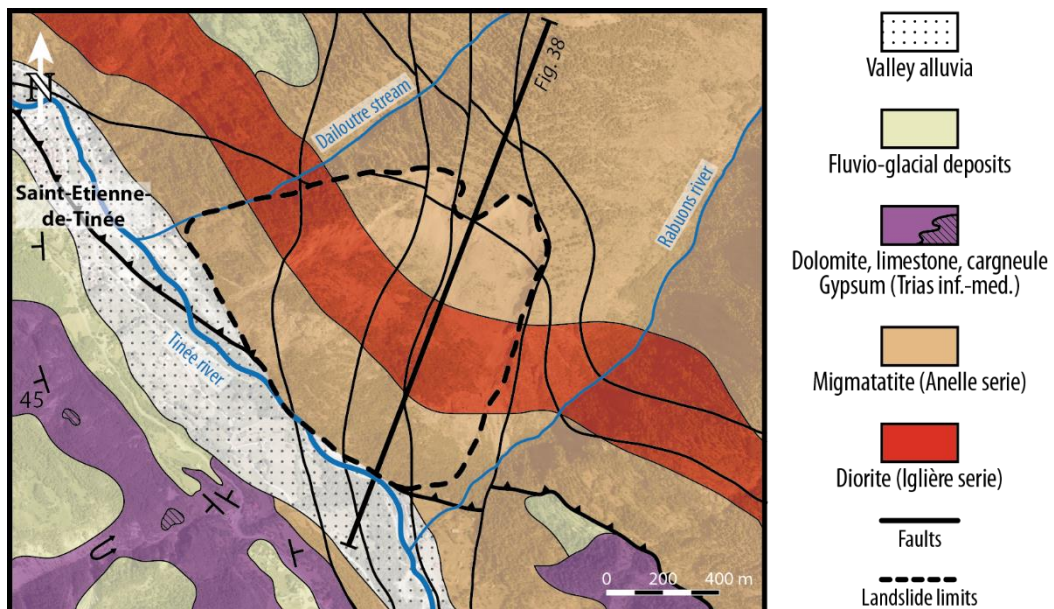 N
Saint-Etienne-
de-Tinée
Dailoutre stream
Fig. 38
Rabuons river
Tinée river
45
0 200 400 m
Valley alluvia
Fluvio-glacial deposits
Dolomite, limestone, cargneule
Gypsum (Trias inf.-med.)
Migmatatite (Anelle serie)
Diorite (Iglière serie)
Faults
Landslide limits